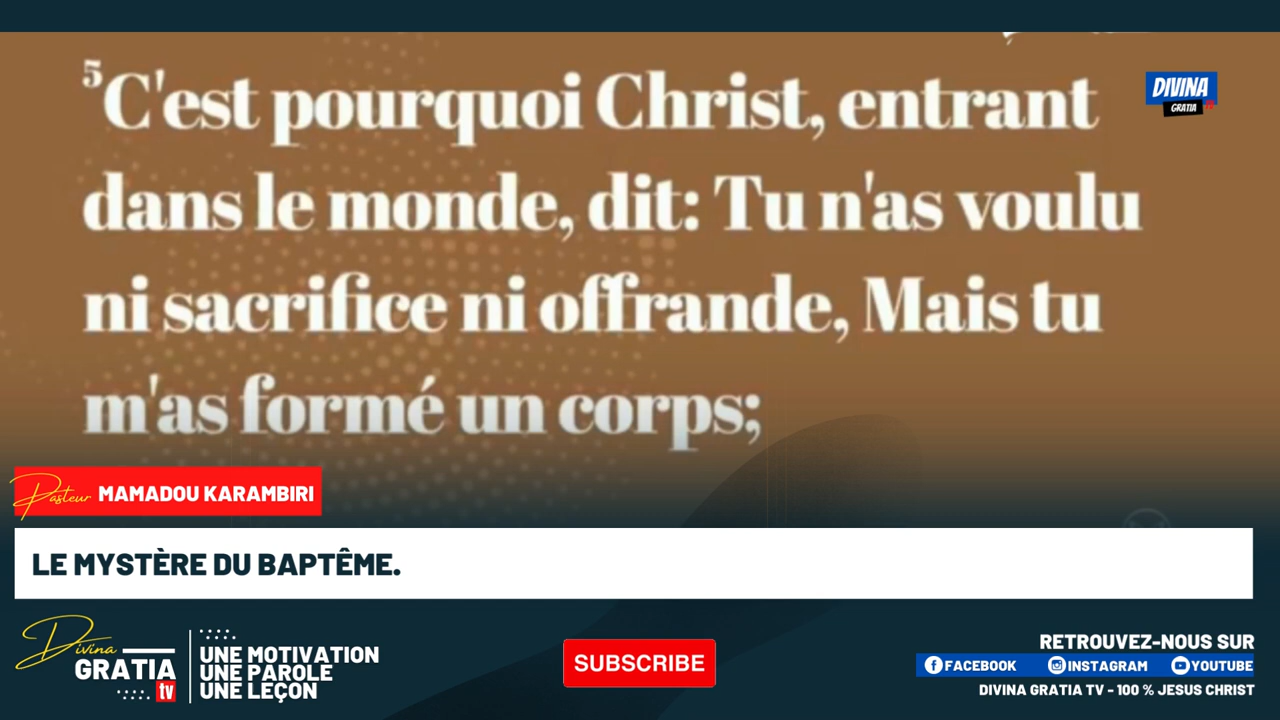 5C'est pourquoi Christ, entrant
dans le monde, dit: Tu n'as voulu
ni sacrifice ni offrande, Mais tu
m'as formé un corps;
DIVINA
GRATIA
Pasteur MAMADOU KARAMBIRI
LE MYSTÈRE DU BAPTÊME.
Divina
GRATIA
tv
UNE MOTIVATION
UNE PAROLE
UNE LEÇON
SUBSCRIBE
RETROUVEZ-NOUS SUR
FACEBOOK INSTAGRAM YOUTUBE
DIVINA GRATIA TV - 100 % JESUS CHRIST